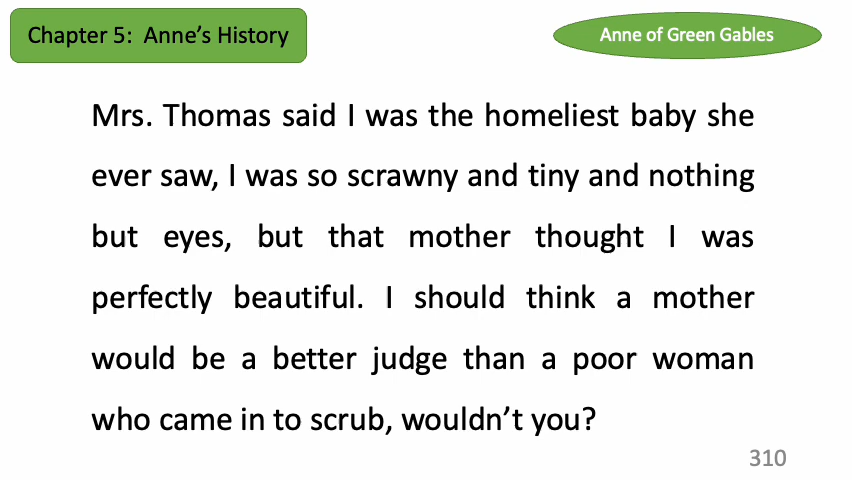 Chapter 5:  Anne’s History
Anne of Green Gables
Mrs. Thomas said I was the homeliest baby she
ever saw, I was so scrawny and tiny and nothing
but eyes, but that mother thought I was
perfectly beautiful. I should think a mother
would be a better judge than a poor woman
who came in to scrub, wouldn’t you?
310